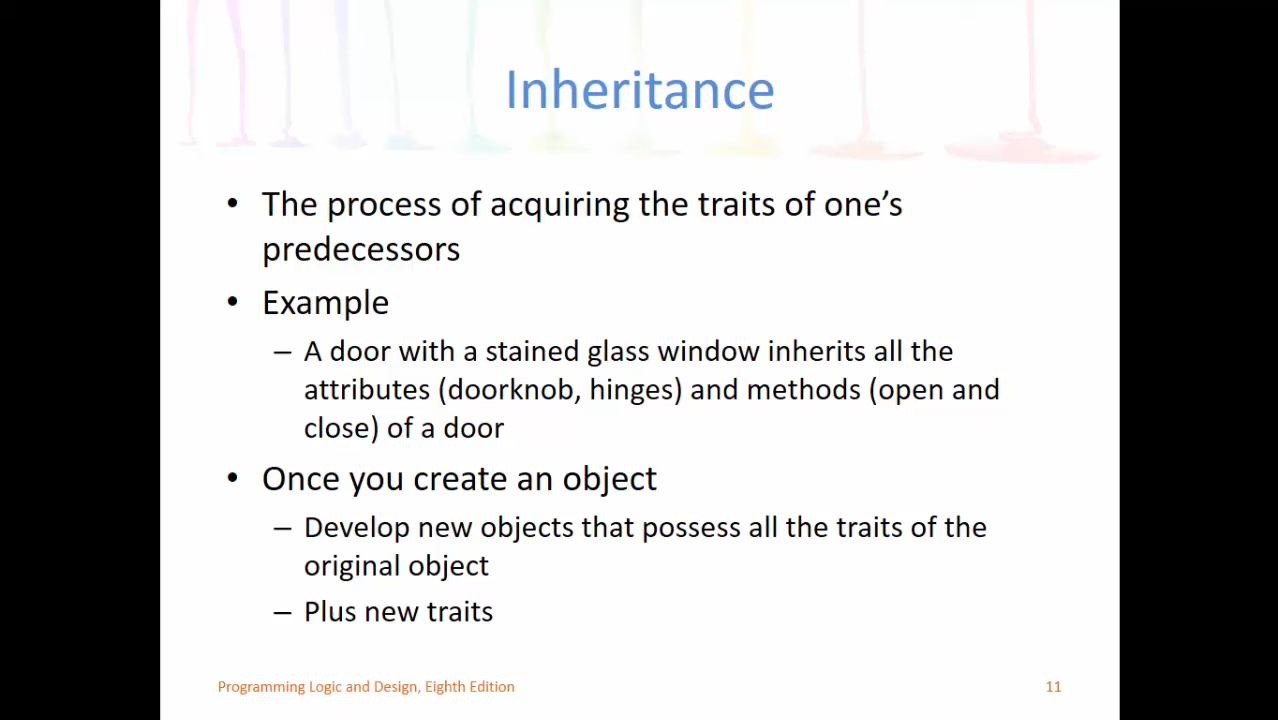 Inheritance
• The process of acquiring the traits of one’s
predecessors
• Example
– A door with a stained glass window inherits all the
attributes (doorknob, hinges) and methods (open and
close) of a door
• Once you create an object
– Develop new objects that possess all the traits of the
original object
– Plus new traits
Programming Logic and Design, Eighth Edition
11